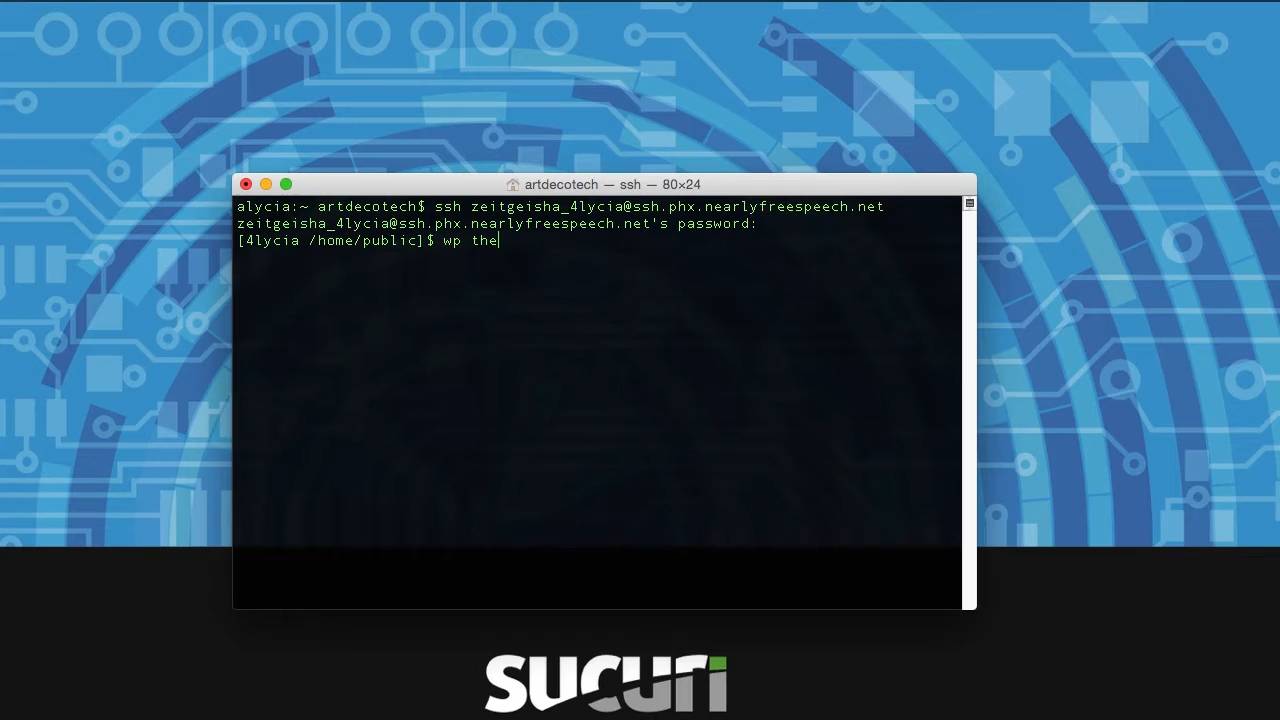 artdecotech — ssh — 80×24
alycia:~ artdecotech$ ssh zeitgeisha_4lycia@ssh.phx.nearlyfreespeech.net
zeitgeisha_4lycia@ssh.phx.nearlyfreespeech.net's password:
[4lycia /home/public]$ wp the
sucuri